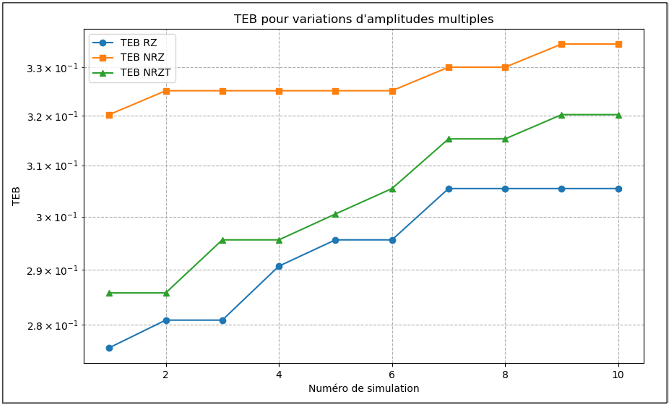 TEB pour variations d'amplitudes multiples
TEB RZ
TEB NRZ
TEB NRZT
3.3 × 10⁻¹
3.2 × 10⁻¹
3.1 × 10⁻¹
3 × 10⁻¹
2.9 × 10⁻¹
2.8 × 10⁻¹
TEB
2 4 6 8 10
Numéro de simulation